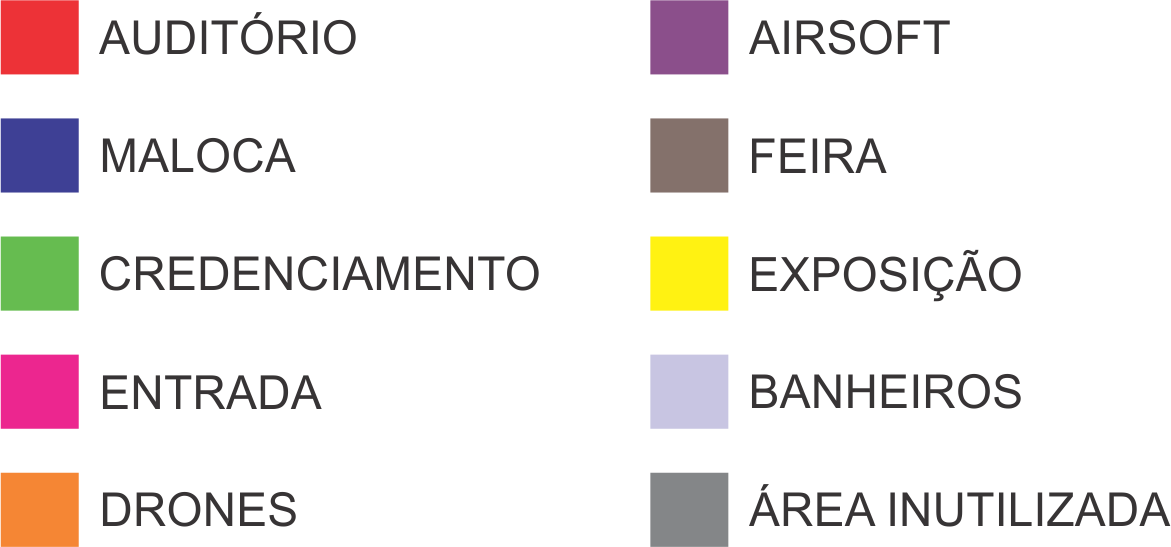 AUDITÓRIO
MALOCA
CREDENCIAMENTO
ENTRADA
DRONES
AIRSOFT
FEIRA
EXPOSIÇÃO
BANHEIROS
ÁREA INUTILIZADA